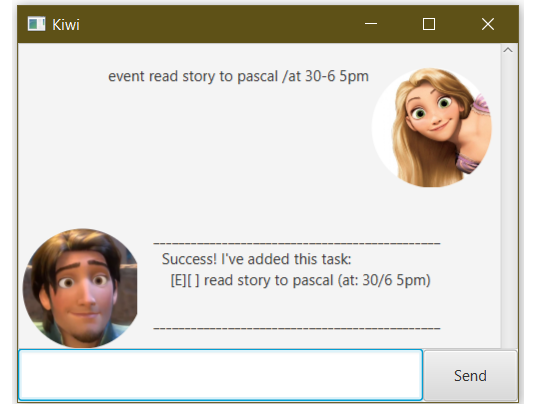 Kiwi
event read story to pascal /at 30-6 5pm
____________________________________________
Success! I've added this task:
[E][ ] read story to pascal (at: 30/6 5pm)
____________________________________________
Send